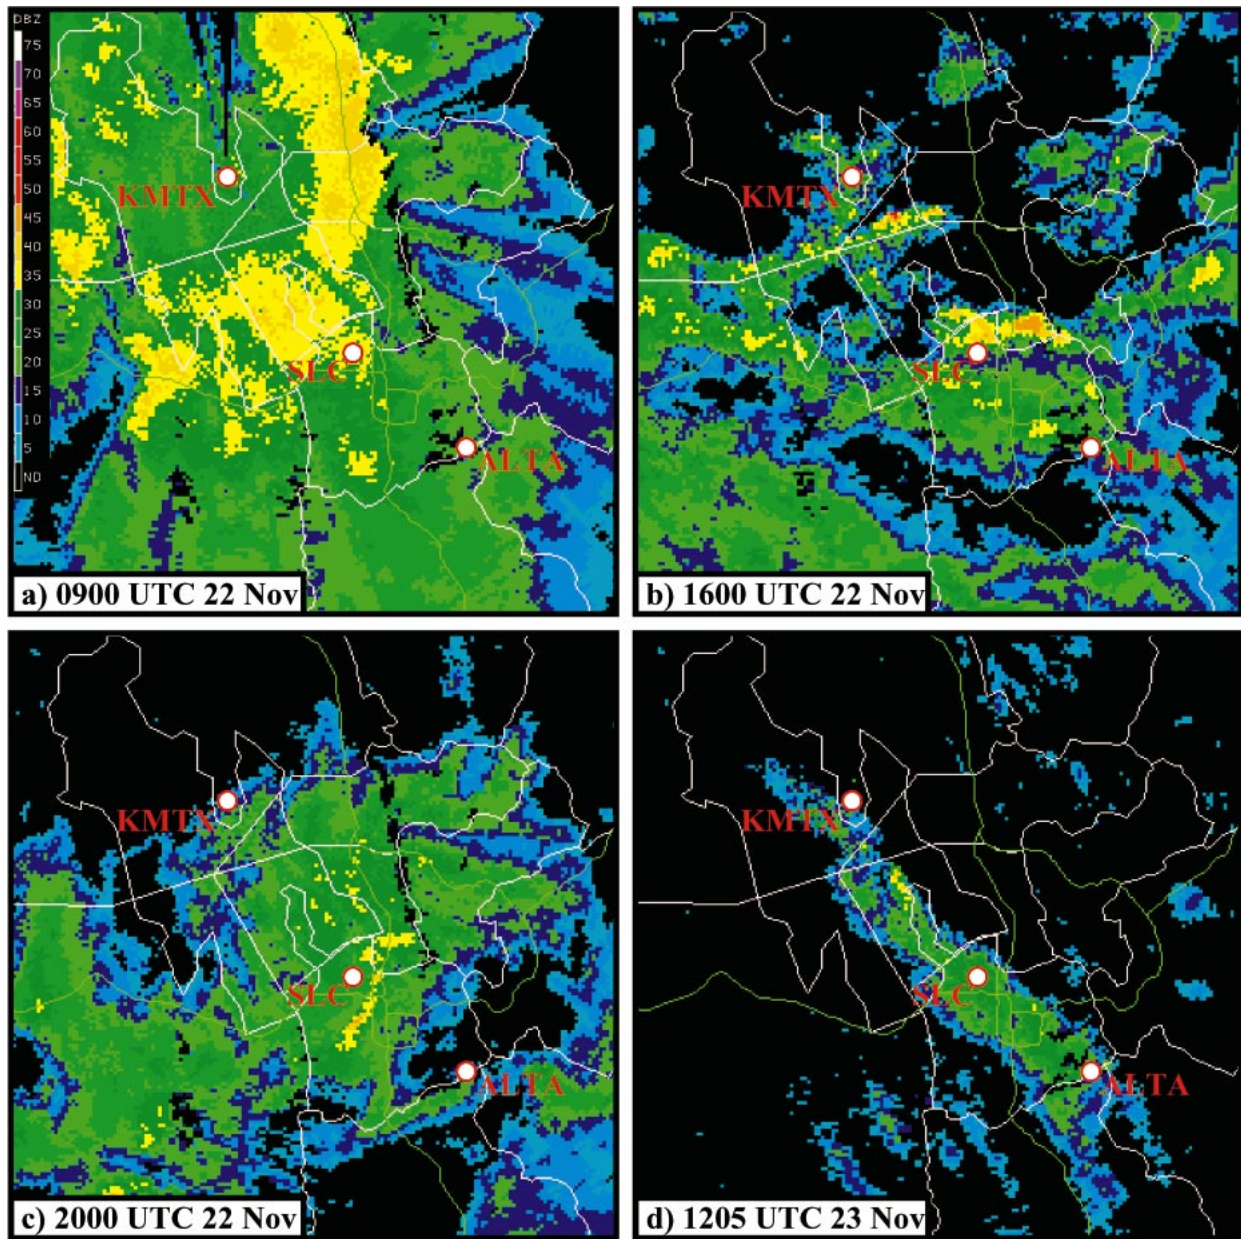 DBZ
75
70
65
60
55
50
45
40
35
30
25
20
15
10
5
ND
KMTX
SLC
ALTA
a) 0900 UTC 22 Nov
KMTX
SLC
ALTA
b) 1600 UTC 22 Nov
KMTX
SLC
ALTA
c) 2000 UTC 22 Nov
KMTX
SLC
ALTA
d) 1205 UTC 23 Nov